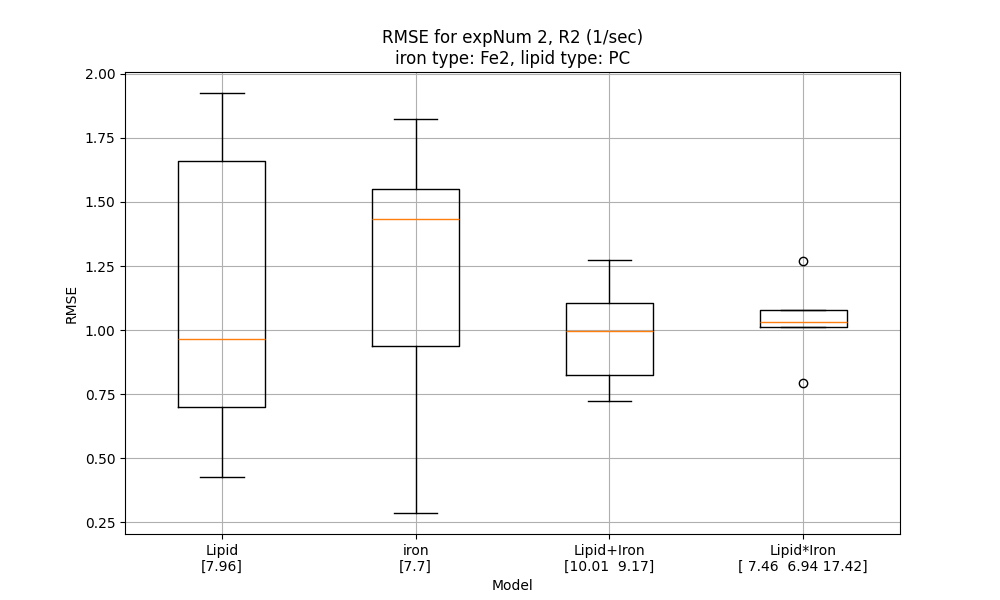 RMSE for expNum 2, R2 (1/sec)
iron type: Fe2, lipid type: PC
2.00
1.75
1.50
1.25
1.00
0.75
0.50
0.25
RMSE
Lipid
[7.96]
iron
[7.7]
Lipid+Iron
[10.01  9.17]
Lipid*Iron
[ 7.46  6.94 17.42]
Model